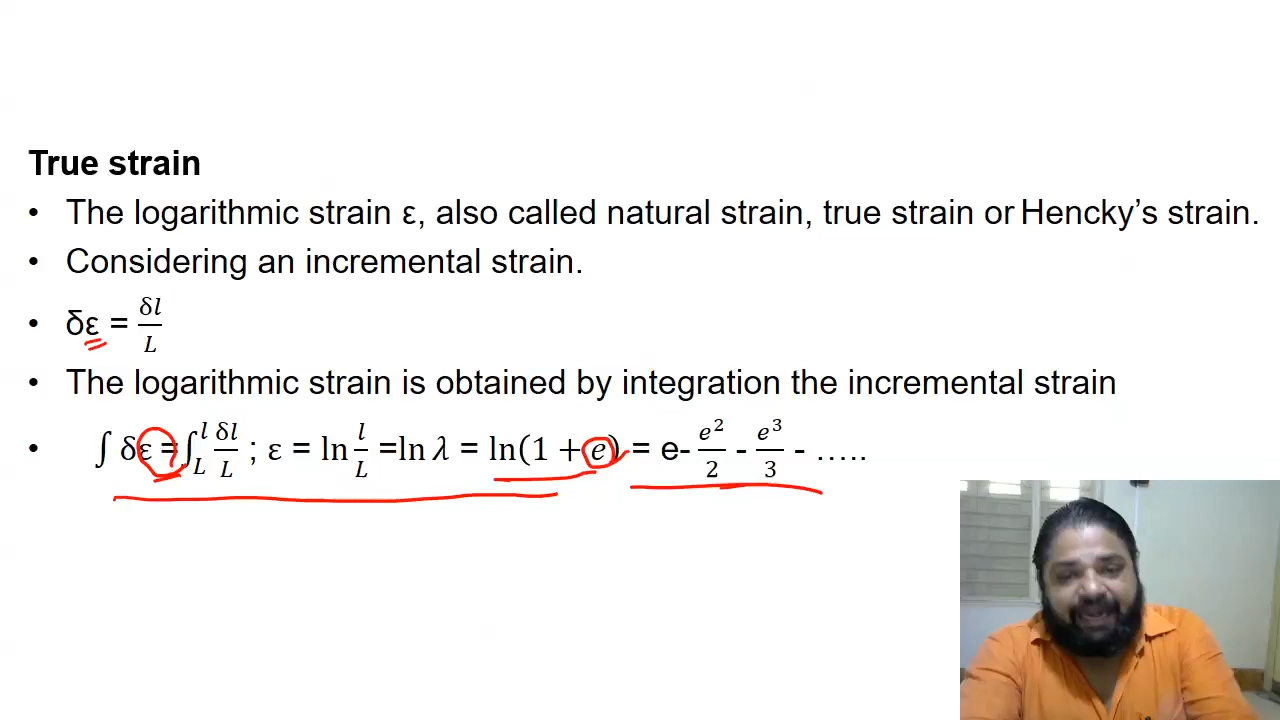 True strain
• The logarithmic strain ε, also called natural strain, true strain or Hencky’s strain.
• Considering an incremental strain.
• δε = δl/L
• The logarithmic strain is obtained by integration the incremental strain
• ∫ δε = ∫_L^l δl/L ; ε = ln l/L =ln λ = ln(1 + e) = e- e²/2 - e³/3 - …..